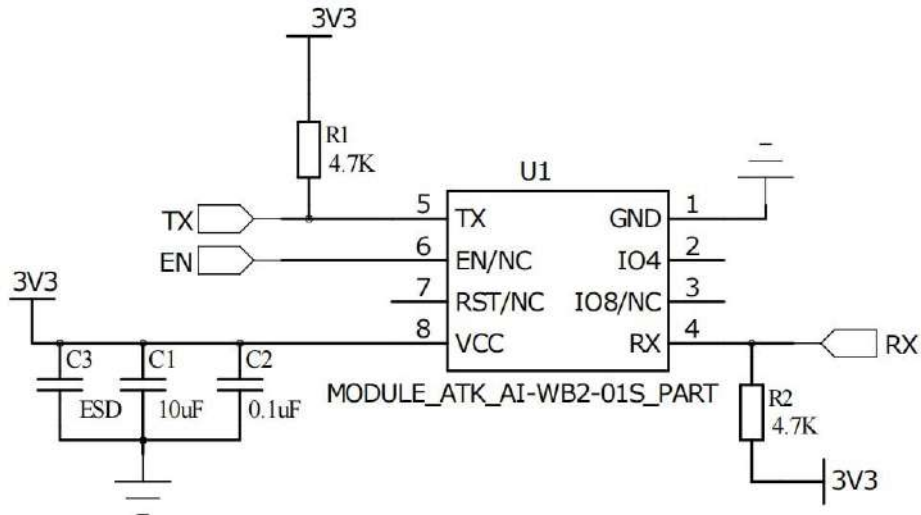 3V3
R1
4.7K
U1
TX
5
TX
GND
1
EN
6
EN/NC
IO4
2
3V3
7
RST/NC
IO8/NC
3
8
VCC
RX
4
RX
C3
C1
C2
ESD
10uF
0.1uF
MODULE_ATK_AI-WB2-01S_PART
R2
4.7K
3V3